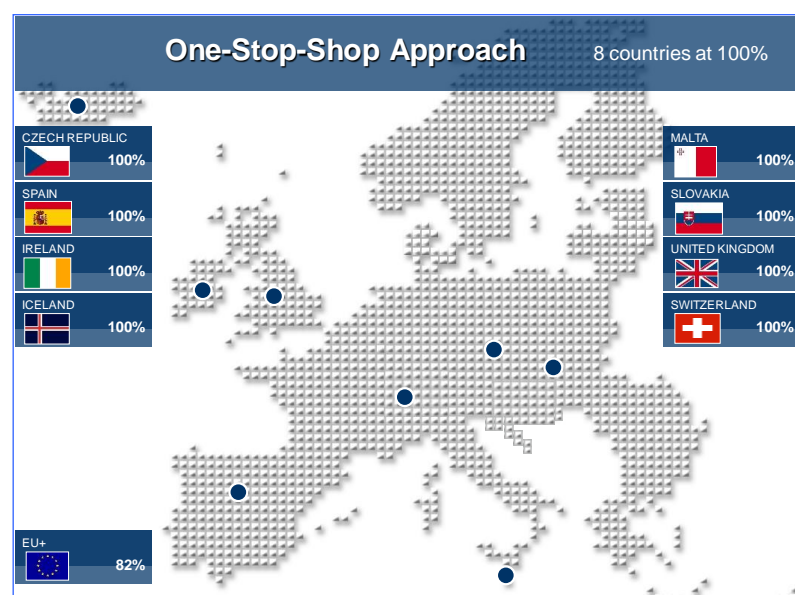 One-Stop-Shop Approach
8 countries at 100%
CZECH REPUBLIC
100%
SPAIN
100%
IRELAND
100%
ICELAND
100%
MALTA
100%
SLOVAKIA
100%
UNITED KINGDOM
100%
SWITZERLAND
100%
EU+
82%